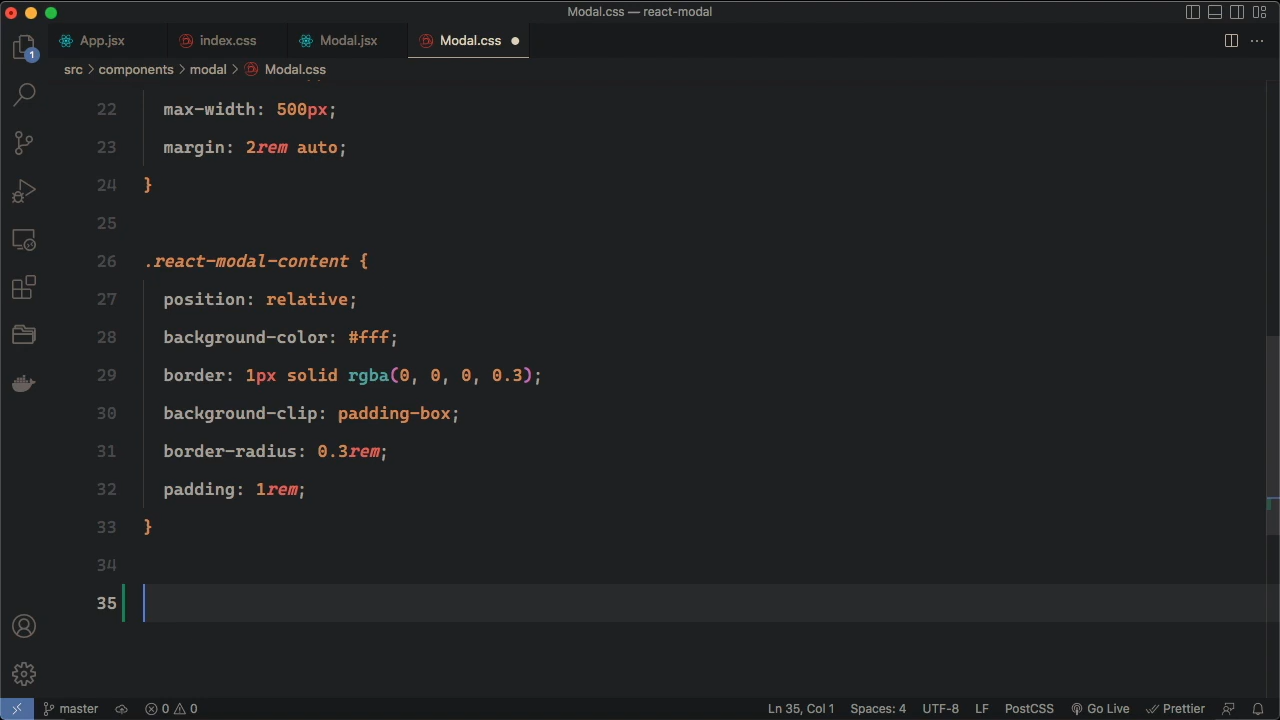 Modal.css — react-modal
App.jsx
index.css
Modal.jsx
Modal.css
src > components > modal > Modal.css
1
22 max-width: 500px;
23 margin: 2rem auto;
24 }
25
26 .react-modal-content {
27 position: relative;
28 background-color: #fff;
29 border: 1px solid rgba(0, 0, 0, 0.3);
30 background-clip: padding-box;
31 border-radius: 0.3rem;
32 padding: 1rem;
33 }
34
35
master 0 0 Ln 35, Col 1 Spaces: 4 UTF-8 LF PostCSS Go Live Prettier